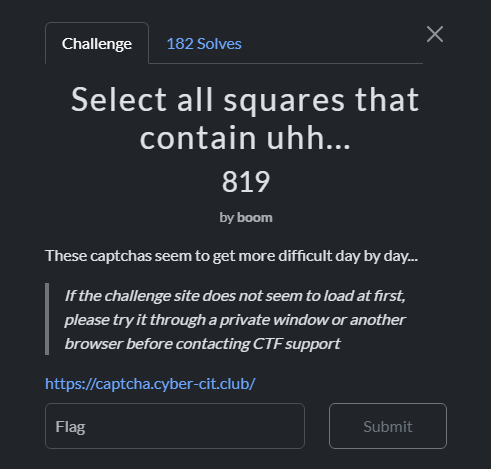 Challenge
182 Solves
Select all squares that
contain uhh...
819
by boom
These captchas seem to get more difficult day by day...
If the challenge site does not seem to load at first,
please try it through a private window or another
browser before contacting CTF support
https://captcha.cyber-cit.club/
Flag
Submit